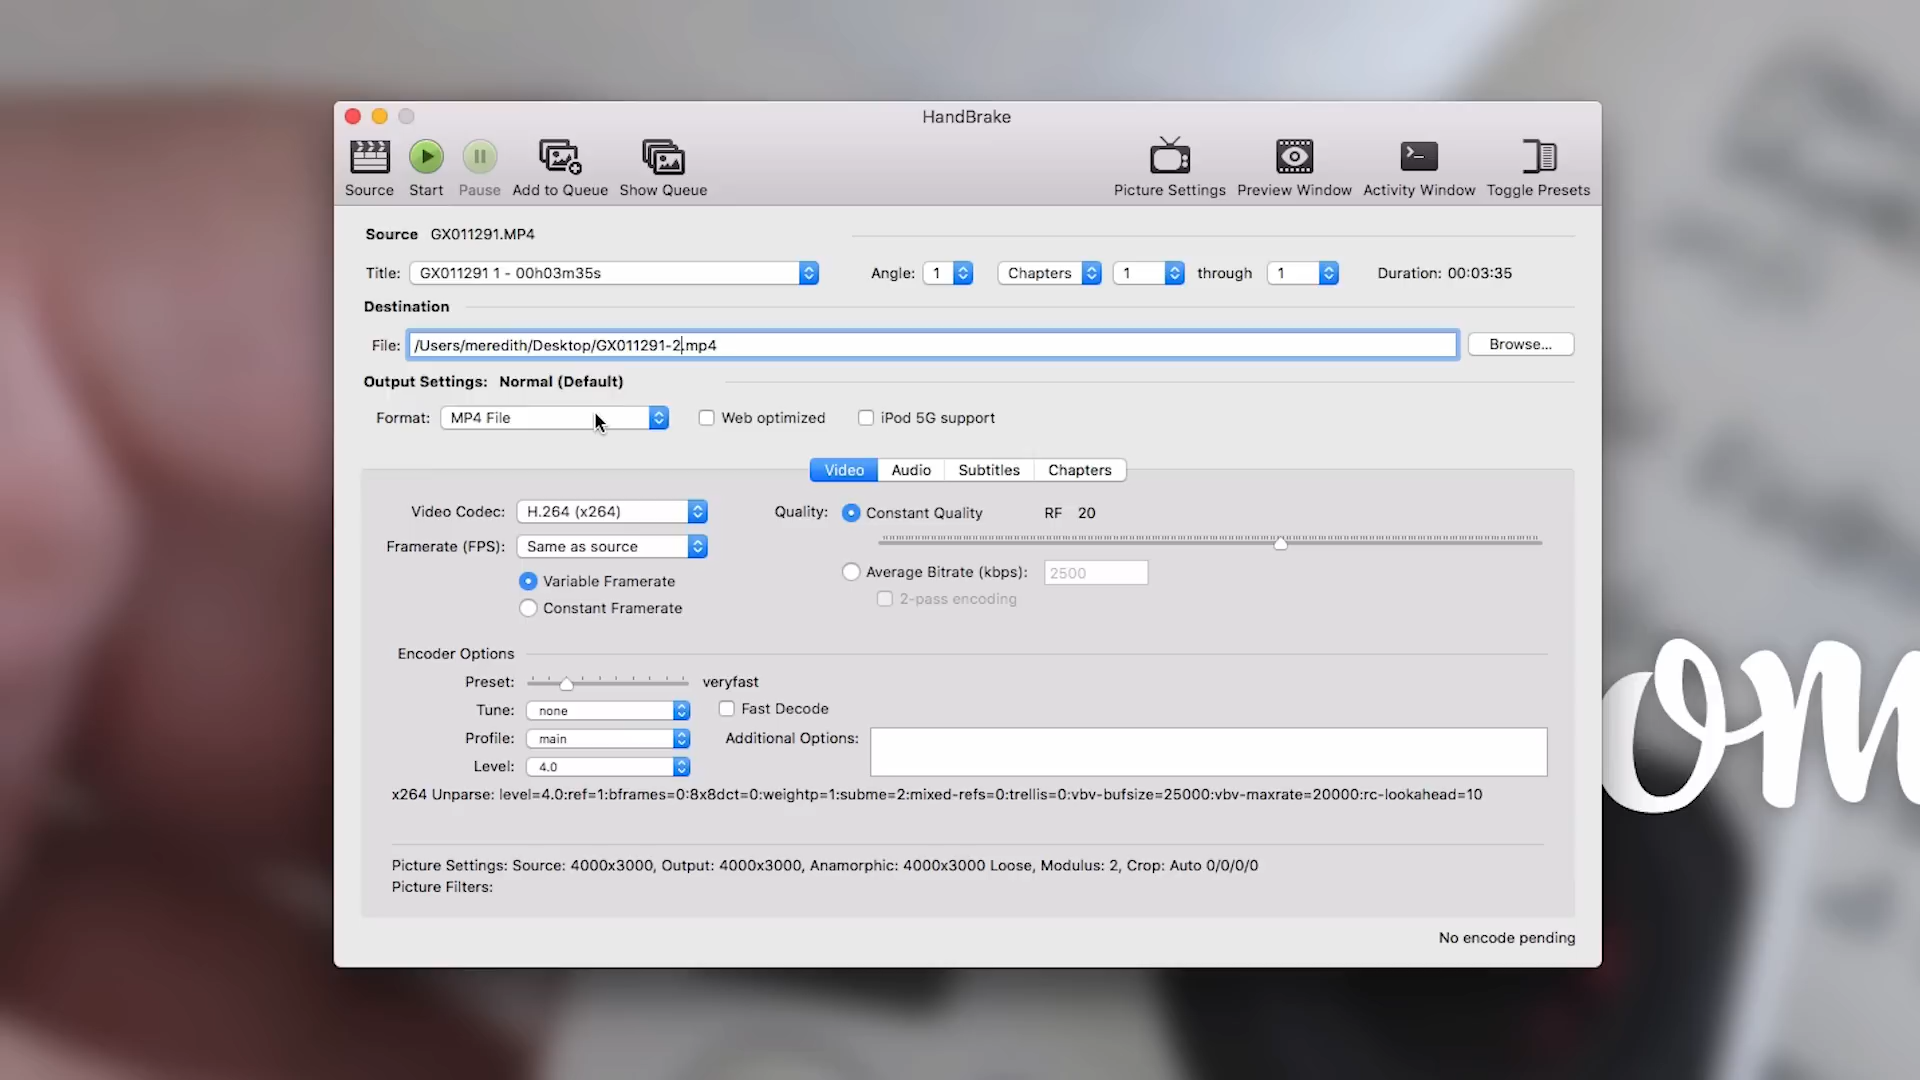 HandBrake
Source Start Pause Add to Queue Show Queue Picture Settings Preview Window Activity Window Toggle Presets
Source GX011291.MP4
Title: GX011291 1 - 00h03m35s Angle: 1 Chapters 1 through 1 Duration: 00:03:35
Destination
File: /Users/meredith/Desktop/GX011291-2.mp4 Browse...
Output Settings: Normal (Default)
Format: MP4 File Web optimized iPod 5G support
Video Audio Subtitles Chapters
Video Codec: H.264 (x264) Quality: Constant Quality RF 20
Framerate (FPS): Same as source
Variable Framerate Average Bitrate (kbps): 2500
Constant Framerate 2-pass encoding
Encoder Options
Preset: veryfast
Tune: none Fast Decode
Profile: main Additional Options:
Level: 4.0
x264 Unparse: level=4.0:ref=1:bframes=0:8x8dct=0:weightp=1:subme=2:mixed-refs=0:trellis=0:vbv-bufsize=25000:vbv-maxrate=20000:rc-lookahead=10
Picture Settings: Source: 4000x3000, Output: 4000x3000, Anamorphic: 4000x3000 Loose, Modulus: 2, Crop: Auto 0/0/0/0
Picture Filters:
No encode pending